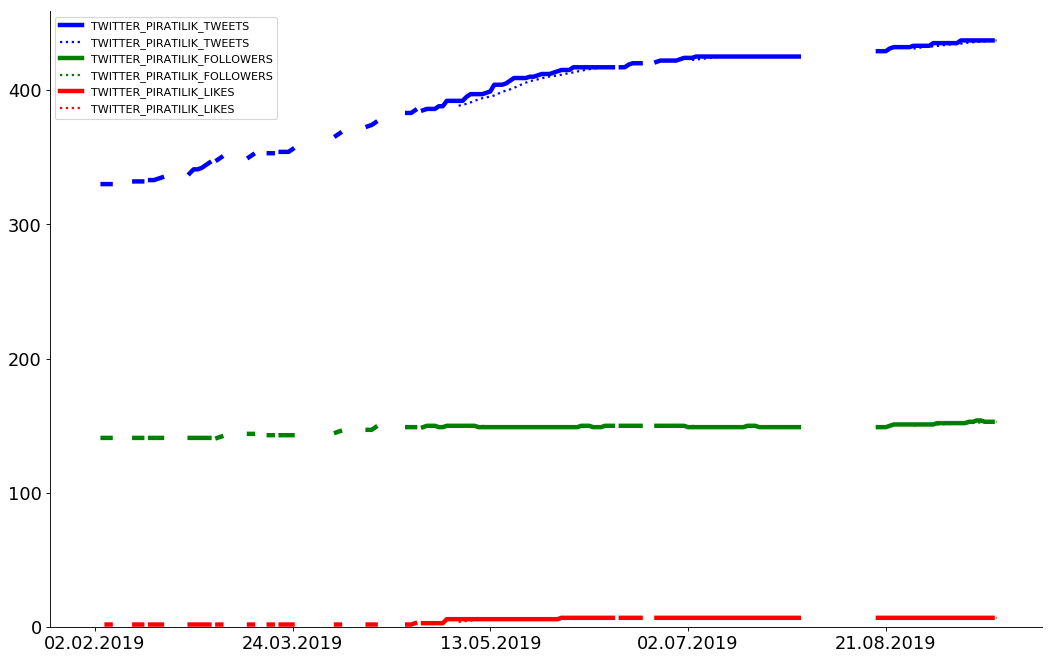 TWITTER_PIRATILIK_TWEETS
TWITTER_PIRATILIK_TWEETS
TWITTER_PIRATILIK_FOLLOWERS
TWITTER_PIRATILIK_FOLLOWERS
TWITTER_PIRATILIK_LIKES
TWITTER_PIRATILIK_LIKES
400
300
200
100
0
02.02.2019 24.03.2019 13.05.2019 02.07.2019 21.08.2019